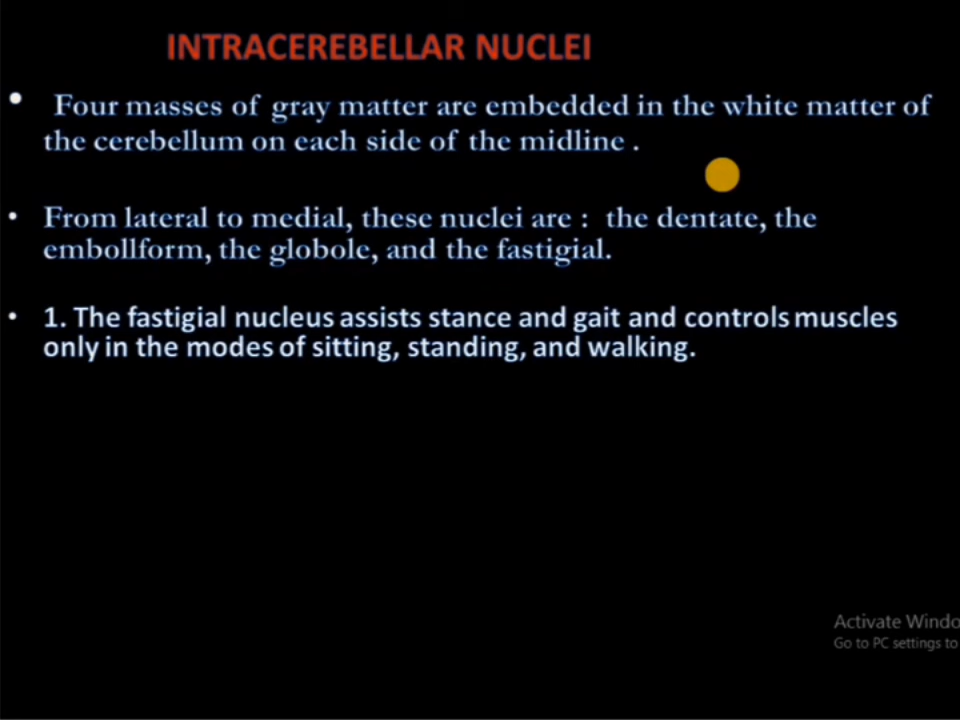 INTRACEREBELLAR NUCLEI
• Four masses of gray matter are embedded in the white matter of
the cerebellum on each side of the midline .
• From lateral to medial, these nuclei are : the dentate, the
embollform, the globole, and the fastigial.
• 1. The fastigial nucleus assists stance and gait and controls muscles
only in the modes of sitting, standing, and walking.
Activate Windo
Go to PC settings to